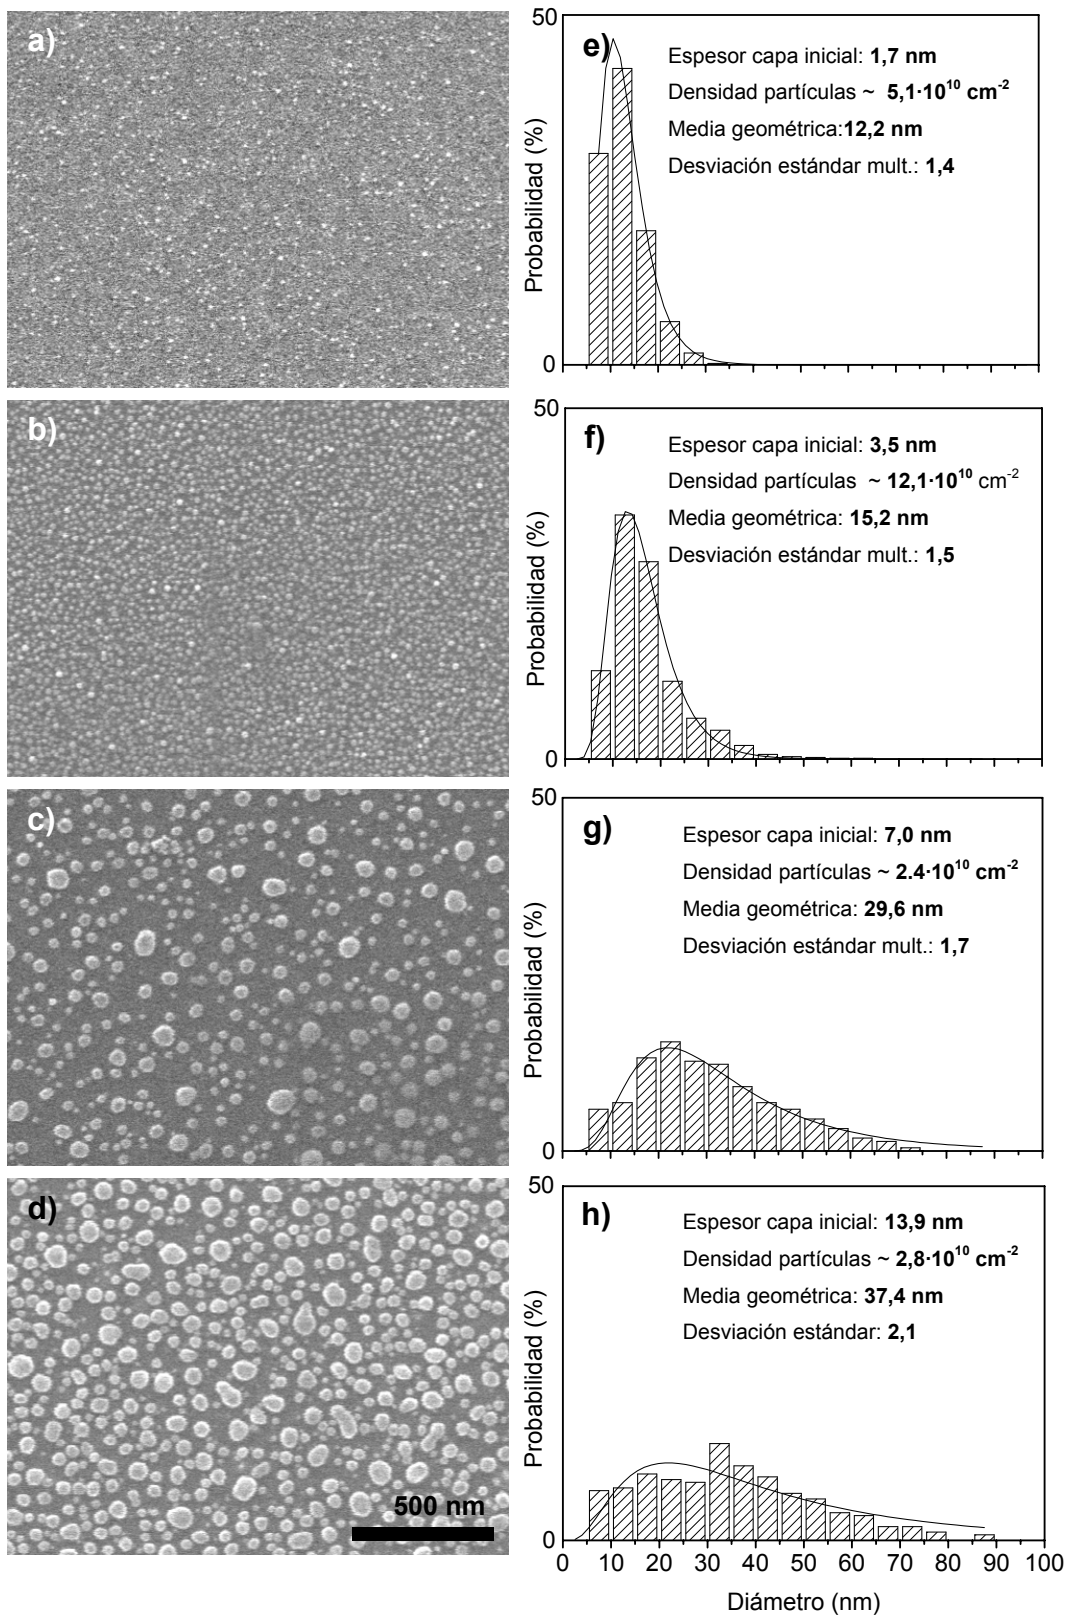 a)
e)
50
Espesor capa inicial: 1,7 nm
Densidad partículas ~ 5,1·10¹⁰ cm⁻²
Media geométrica:12,2 nm
Desviación estándar mult.: 1,4
Probabilidad (%)
0
b)
f)
50
Espesor capa inicial: 3,5 nm
Densidad partículas ~ 12,1·10¹⁰ cm⁻²
Media geométrica: 15,2 nm
Desviación estándar mult.: 1,5
Probabilidad (%)
0
c)
g)
50
Espesor capa inicial: 7,0 nm
Densidad partículas ~ 2.4·10¹⁰ cm⁻²
Media geométrica: 29,6 nm
Desviación estándar mult.: 1,7
Probabilidad (%)
0
d)
500 nm
h)
50
Espesor capa inicial: 13,9 nm
Densidad partículas ~ 2,8·10¹⁰ cm⁻²
Media geométrica: 37,4 nm
Desviación estándar: 2,1
Probabilidad (%)
0
0 10 20 30 40 50 60 70 80 90 100
Diámetro (nm)